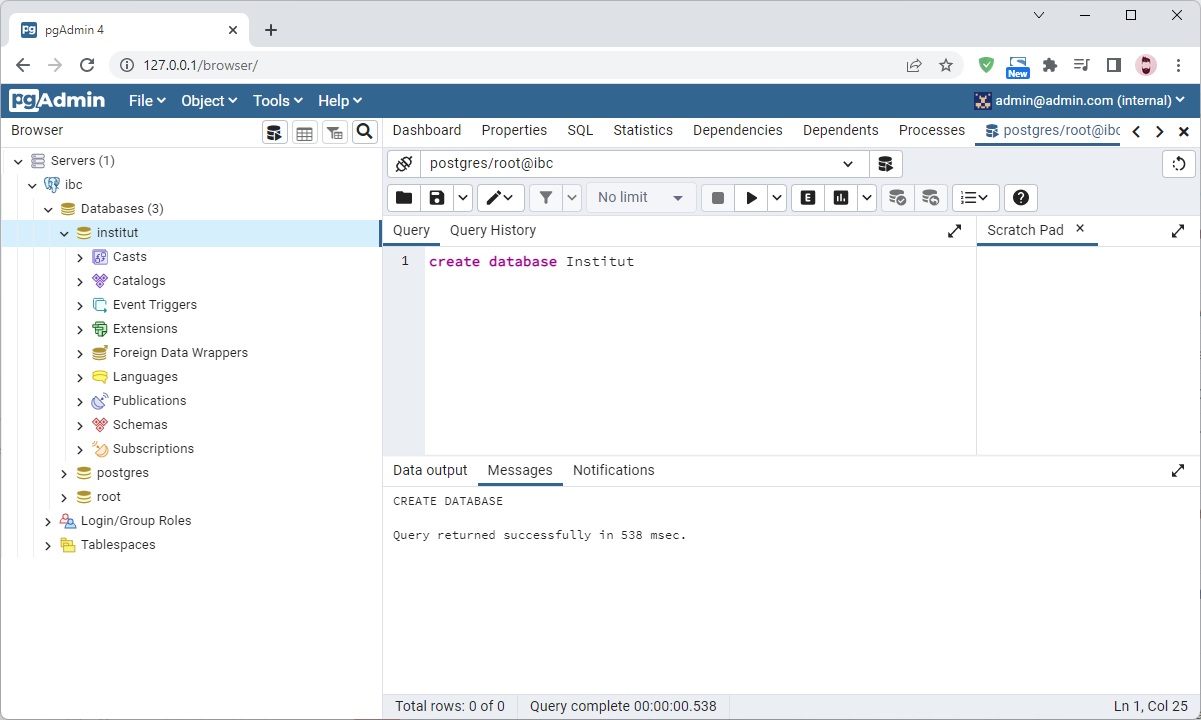 pg pgAdmin 4
127.0.0.1/browser/
New
pgAdmin File Object Tools Help admin@admin.com (internal)
Browser
Dashboard Properties SQL Statistics Dependencies Dependents Processes postgres/root@ibc
Servers (1)
ibc
Databases (3)
institut
Casts
Catalogs
Event Triggers
Extensions
Foreign Data Wrappers
Languages
Publications
Schemas
Subscriptions
postgres
root
Login/Group Roles
Tablespaces
postgres/root@ibc
No limit
E
Query Query History
Scratch Pad
1 create database Institut
Data output Messages Notifications
CREATE DATABASE
Query returned successfully in 538 msec.
Total rows: 0 of 0 Query complete 00:00:00.538 Ln 1, Col 25